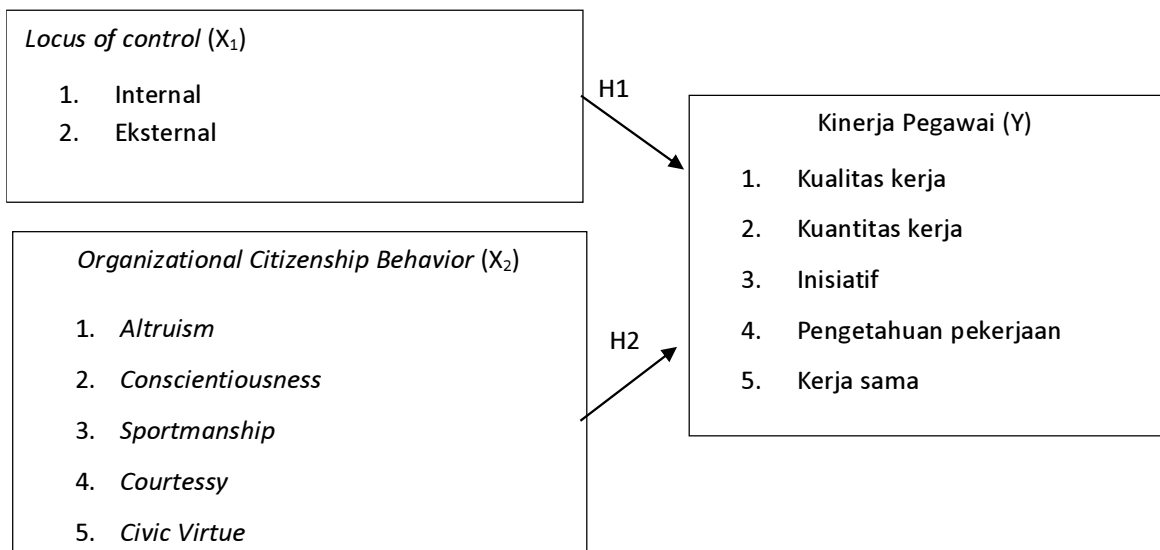 Locus of control (X₁)
1. Internal
2. Eksternal
H1
Kinerja Pegawai (Y)
1. Kualitas kerja
2. Kuantitas kerja
3. Inisiatif
4. Pengetahuan pekerjaan
5. Kerja sama
Organizational Citizenship Behavior (X₂)
1. Altruism
2. Conscientiousness
3. Sportmanship
4. Courtessy
5. Civic Virtue
H2